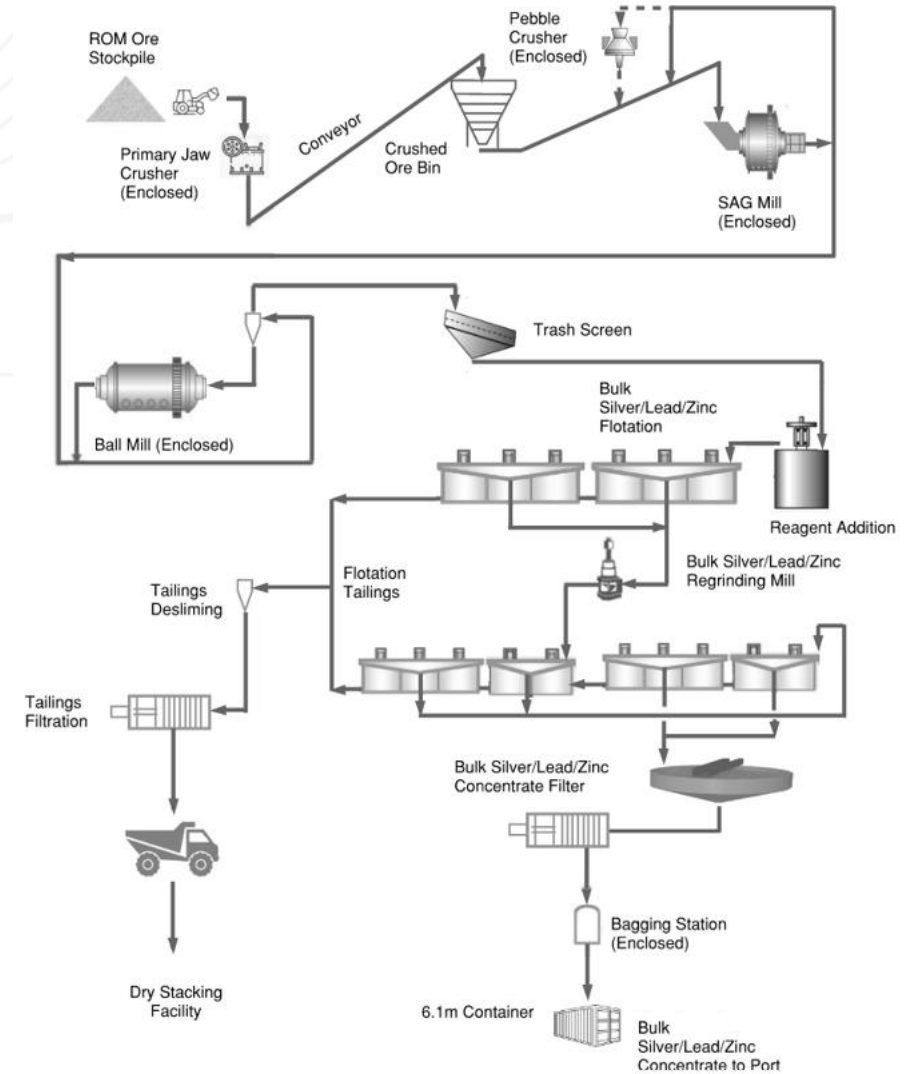 ROM Ore
Stockpile
Pebble
Crusher
(Enclosed)
Primary Jaw
Crusher
(Enclosed)
Conveyor
Crushed
Ore Bin
SAG Mill
(Enclosed)
Trash Screen
Ball Mill (Enclosed)
Bulk
Silver/Lead/Zinc
Flotation
Reagent Addition
Bulk Silver/Lead/Zinc
Regrinding Mill
Flotation
Tailings
Tailings
Desliming
Tailings
Filtration
Bulk Silver/Lead/Zinc
Concentrate Filter
Bagging Station
(Enclosed)
Dry Stacking
Facility
6.1m Container
Bulk
Silver/Lead/Zinc
Concentrate to Port